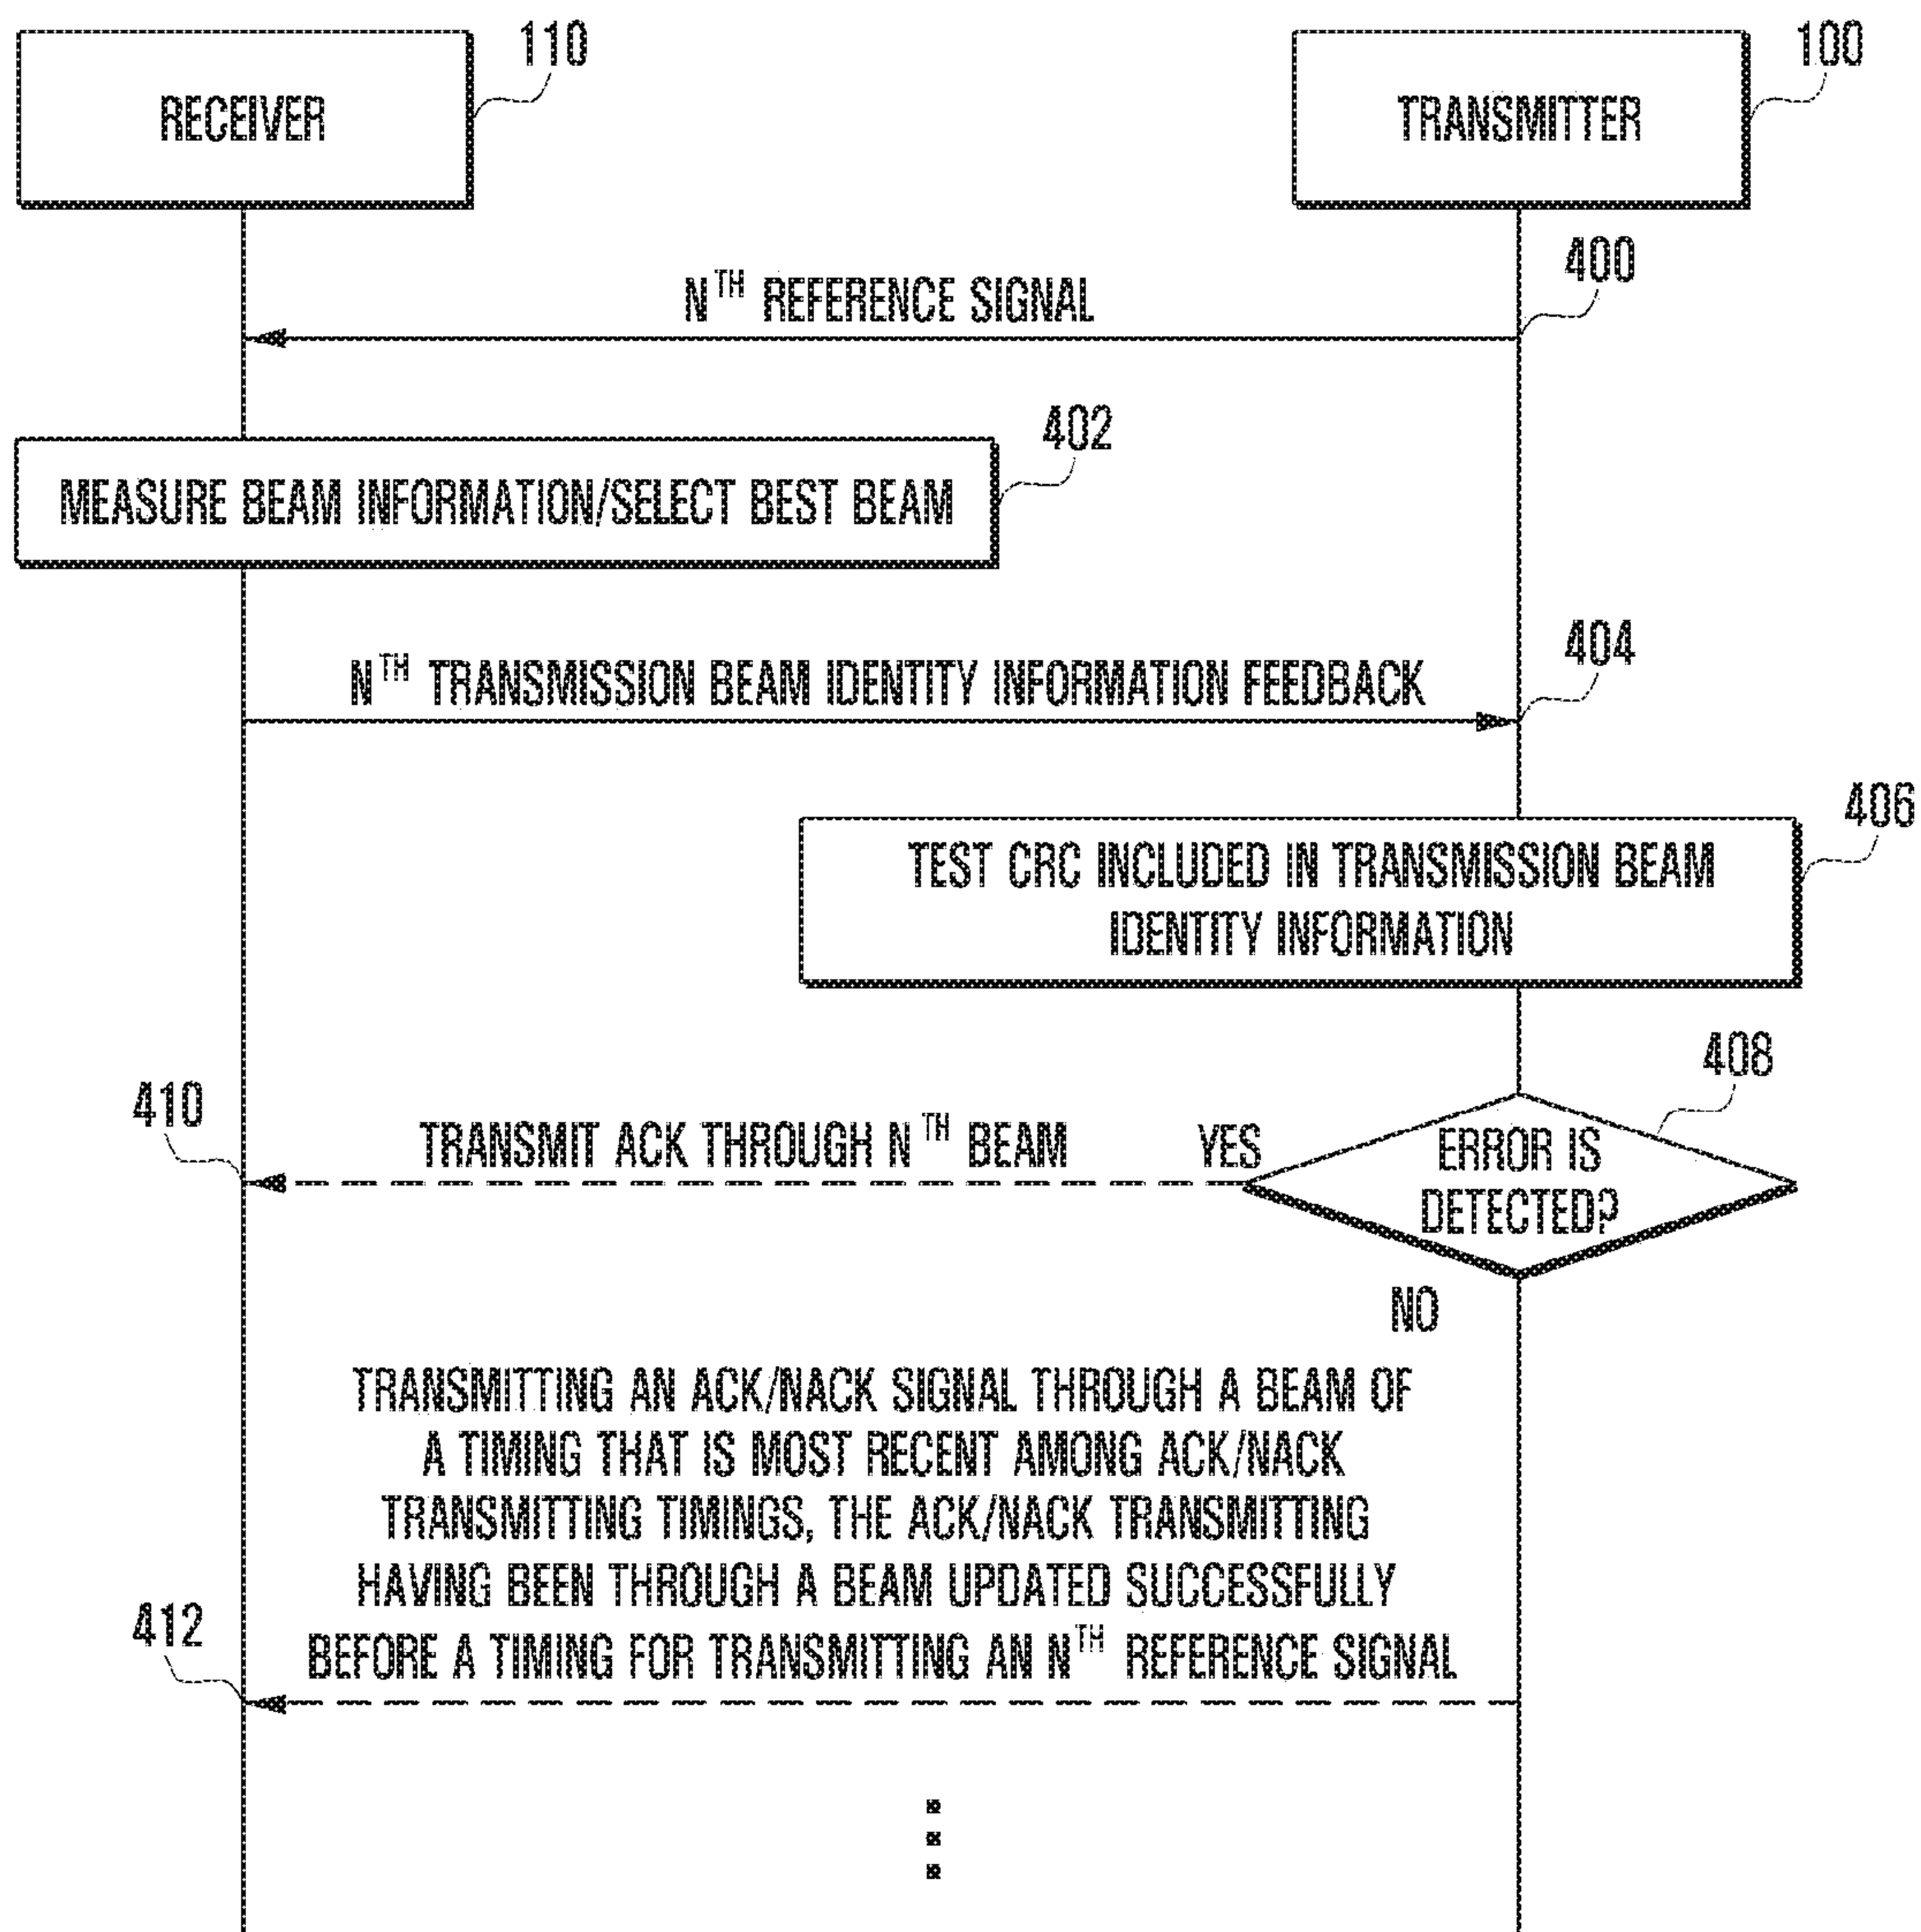 110
100
RECEIVER
TRANSMITTER
400
NTH REFERENCE SIGNAL
402
MEASURE BEAM INFORMATION/SELECT BEST BEAM
404
NTH TRANSMISSION BEAM IDENTITY INFORMATION FEEDBACK
406
TEST CRC INCLUDED IN TRANSMISSION BEAM
IDENTITY INFORMATION
408
410
TRANSMIT ACK THROUGH NTH BEAM
YES
ERROR IS
DETECTED?
NO
TRANSMITTING AN ACK/NACK SIGNAL THROUGH A BEAM OF
A TIMING THAT IS MOST RECENT AMONG ACK/NACK
TRANSMITTING TIMINGS, THE ACK/NACK TRANSMITTING
HAVING BEEN THROUGH A BEAM UPDATED SUCCESSFULLY
412
BEFORE A TIMING FOR TRANSMITTING AN NTH REFERENCE SIGNAL